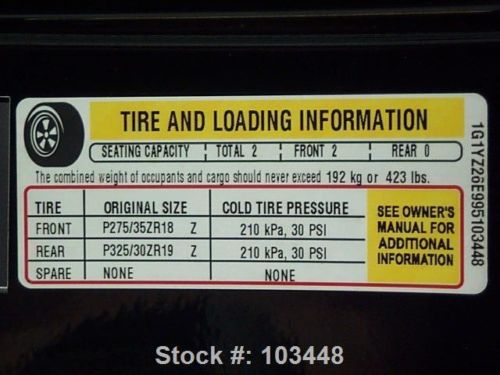 TIRE AND LOADING INFORMATION
SEATING CAPACITY TOTAL 2 FRONT 2 REAR 0
The combined weight of occupants and cargo should never exceed 192 kg or 423 lbs.
TIRE ORIGINAL SIZE COLD TIRE PRESSURE
FRONT P275/35ZR18 Z 210 kPa, 30 PSI
REAR P325/30ZR19 Z 210 kPa, 30 PSI
SPARE NONE NONE
SEE OWNER'S
MANUAL FOR
ADDITIONAL
INFORMATION
1G1YZ28E995103448
Stock #: 103448